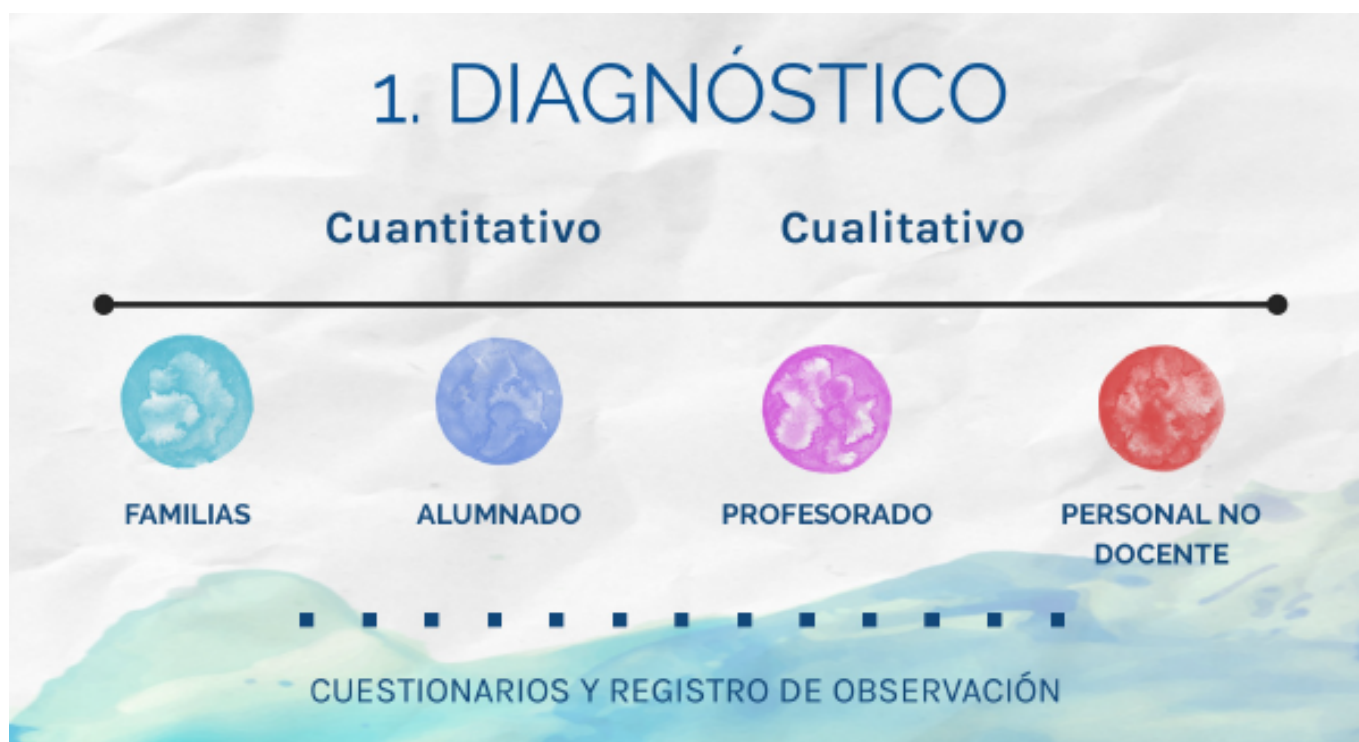 1. DIAGNÓSTICO
Cuantitativo Cualitativo
FAMILIAS ALUMNADO PROFESORADO PERSONAL NO
DOCENTE
CUESTIONARIOS Y REGISTRO DE OBSERVACIÓN